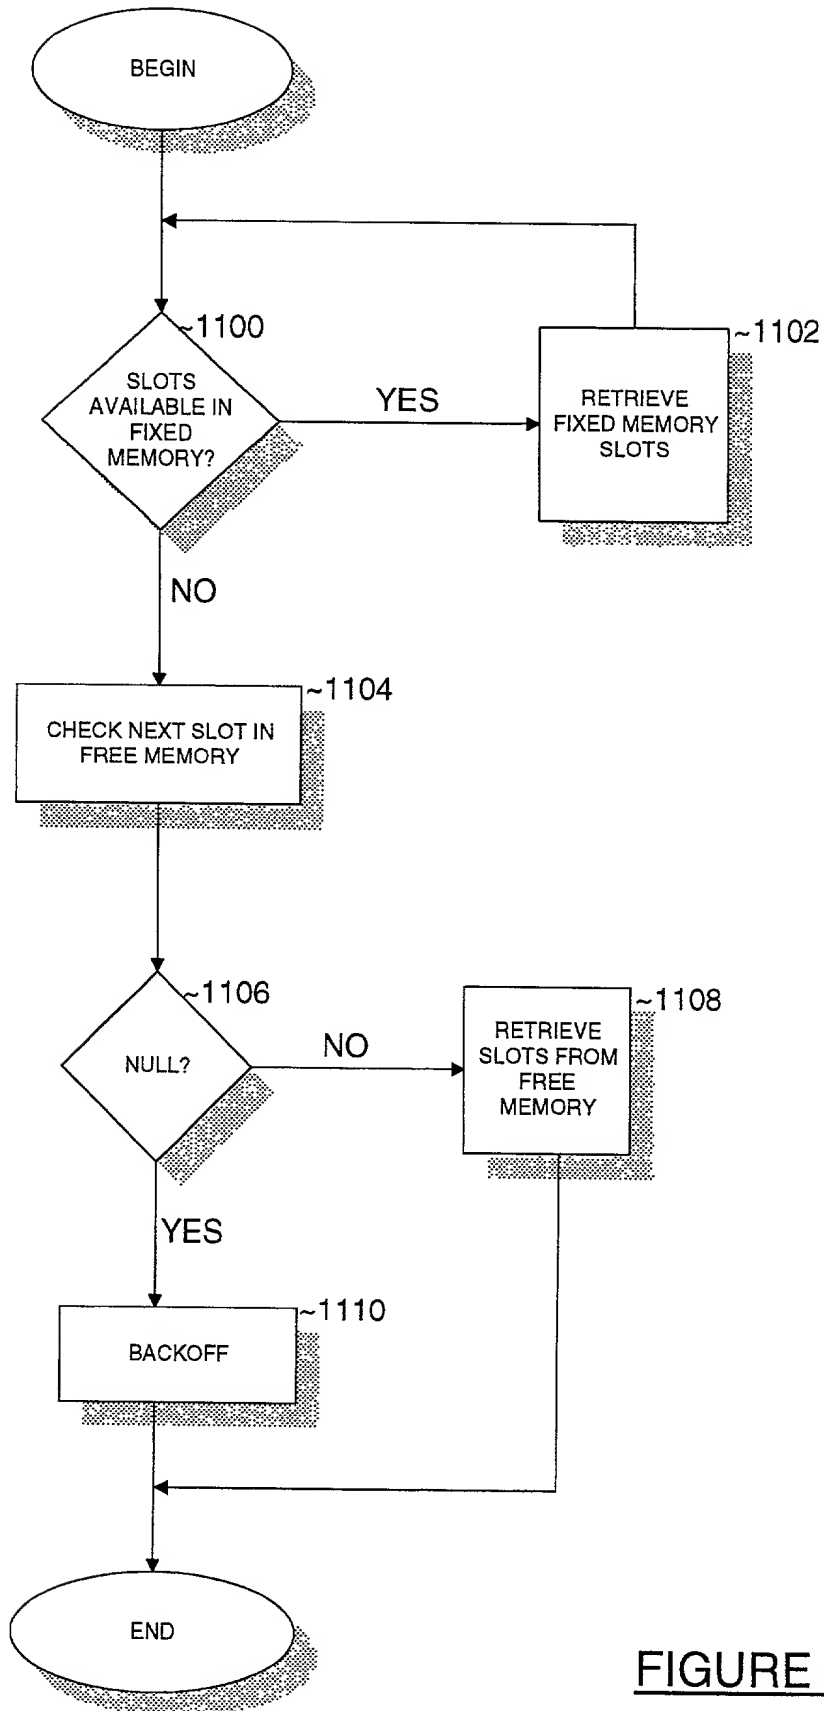 BEGIN
~1100
SLOTS
AVAILABLE IN
FIXED
MEMORY?
YES
~1102
RETRIEVE
FIXED MEMORY
SLOTS
NO
~1104
CHECK NEXT SLOT IN
FREE MEMORY
~1106
NULL?
NO
~1108
RETRIEVE
SLOTS FROM
FREE
MEMORY
YES
~1110
BACKOFF
END
FIGURE